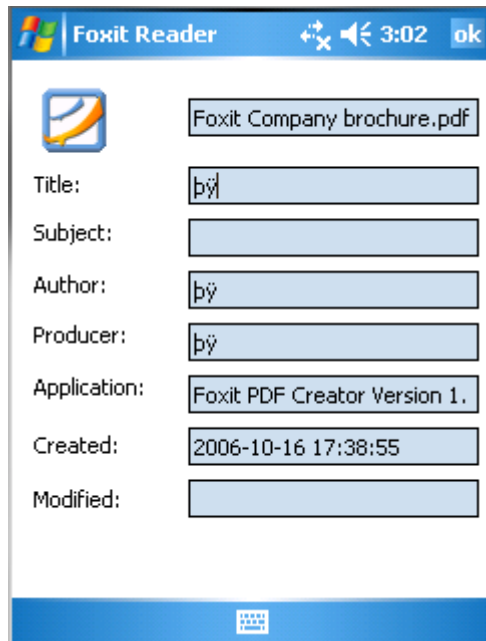 Foxit Reader 3:02 ok
Foxit Company brochure.pdf
Title: þÿ
Subject:
Author: þÿ
Producer: þÿ
Application: Foxit PDF Creator Version 1.
Created: 2006-10-16 17:38:55
Modified: